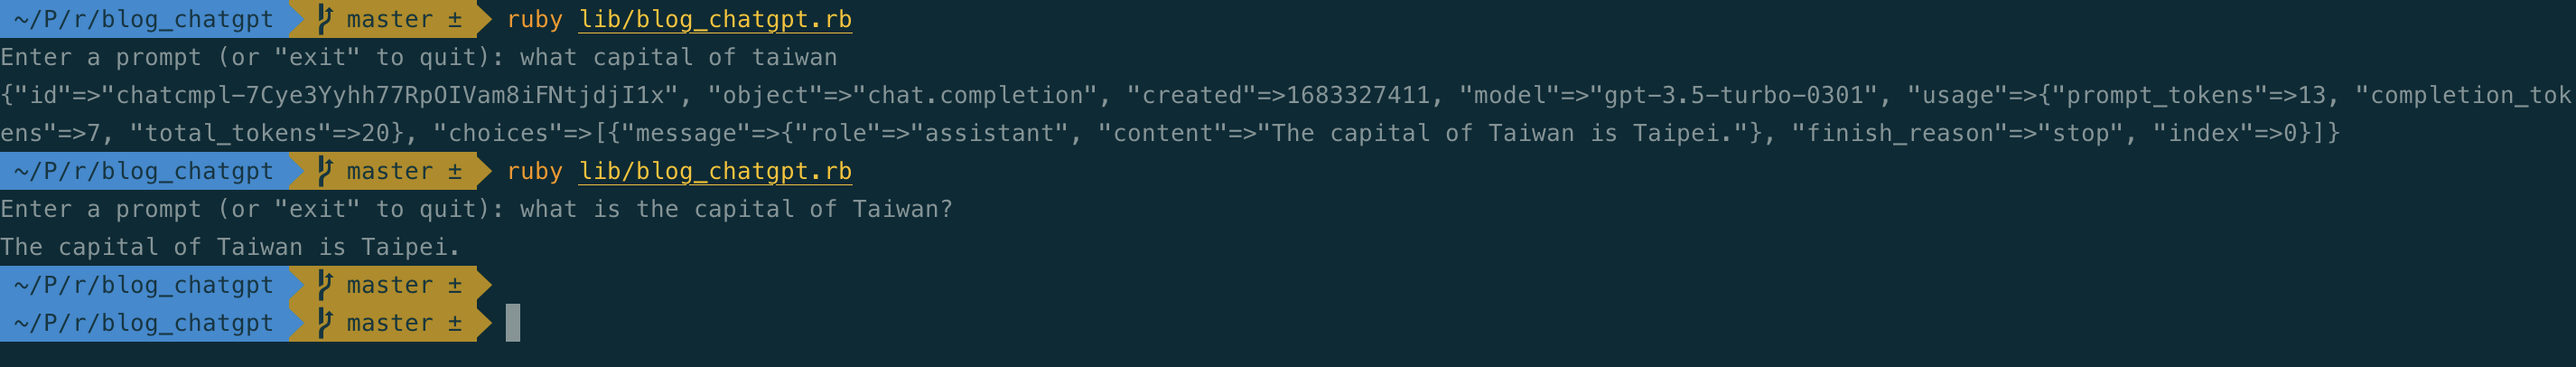 ~/P/r/blog_chatgpt master ± ruby lib/blog_chatgpt.rb
Enter a prompt (or "exit" to quit): what capital of taiwan
{"id"=>"chatcmpl-7Cye3Yyhh77RpOIVam8iFNtjdjI1x", "object"=>"chat.completion", "created"=>1683327411, "model"=>"gpt-3.5-turbo-0301", "usage"=>{"prompt_tokens"=>13, "completion_tok
ens"=>7, "total_tokens"=>20}, "choices"=>[{"message"=>{"role"=>"assistant", "content"=>"The capital of Taiwan is Taipei."}, "finish_reason"=>"stop", "index"=>0}]}
~/P/r/blog_chatgpt master ± ruby lib/blog_chatgpt.rb
Enter a prompt (or "exit" to quit): what is the capital of Taiwan?
The capital of Taiwan is Taipei.
~/P/r/blog_chatgpt master ±
~/P/r/blog_chatgpt master ±